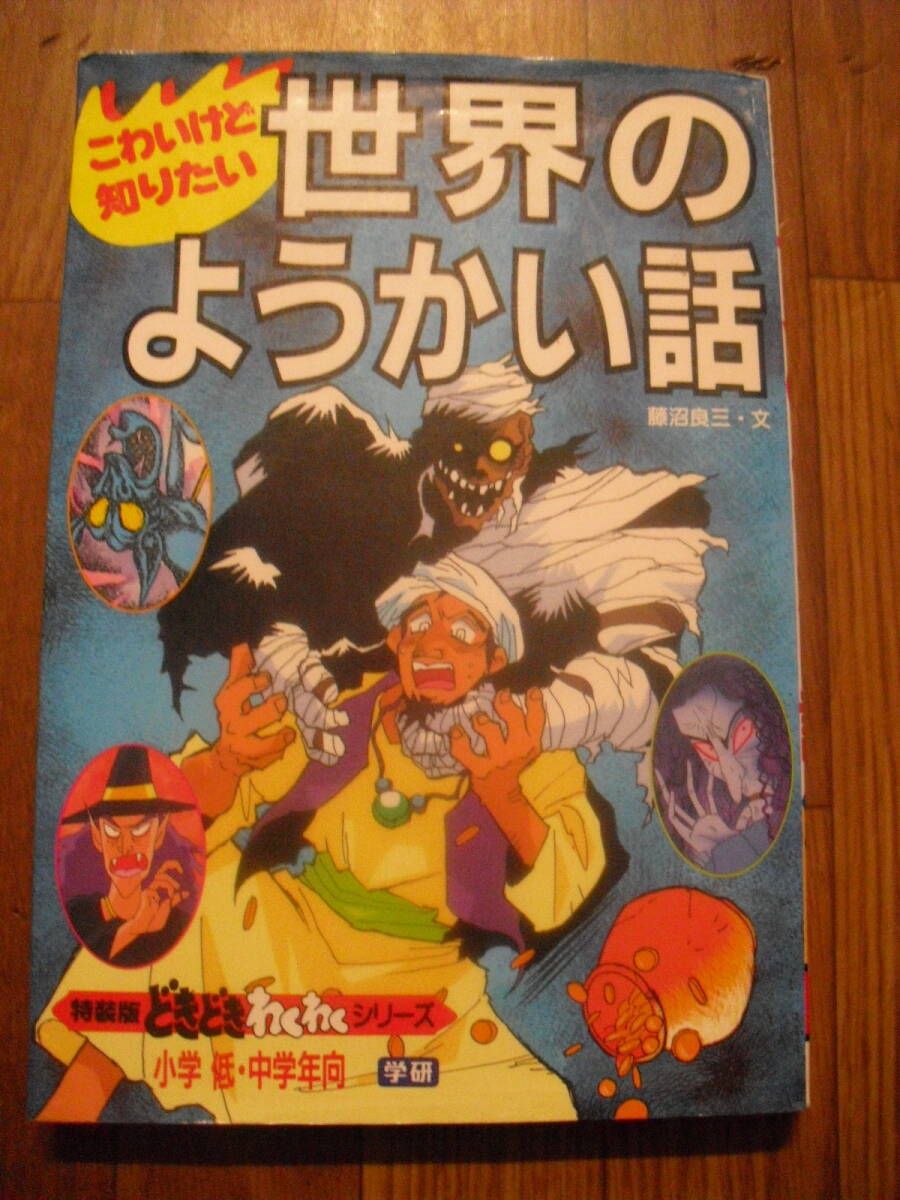 こわいけど
知りたい
世界の
ようかい話
藤沼良三・文
特装版 どきどきわくわくシリーズ
小学 低・中学年向 学研